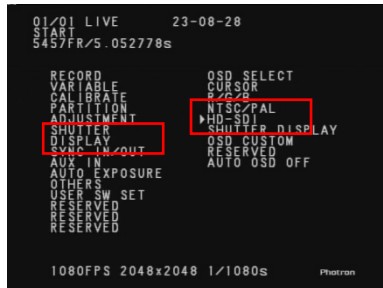 01/01 LIVE 23-08-28
START
5457FR/5.052778s
RECORD
VARIABLE
CALIBRATE
PARTITION
ADJUSTMENT
SHUTTER
DISPLAY
SYNC IN/OUT
AUX IN
AUTO EXPOSURE
OTHERS
USER SW SET
RESERVED
RESERVED
RESERVED
OSD SELECT
CURSOR
R/G/B
NTSC/PAL
▶HD-SDI
SHUTTER DISPLAY
OSD CUSTOM
RESERVED
AUTO OSD OFF
1080FPS 2048x2048 1/1080s Photron